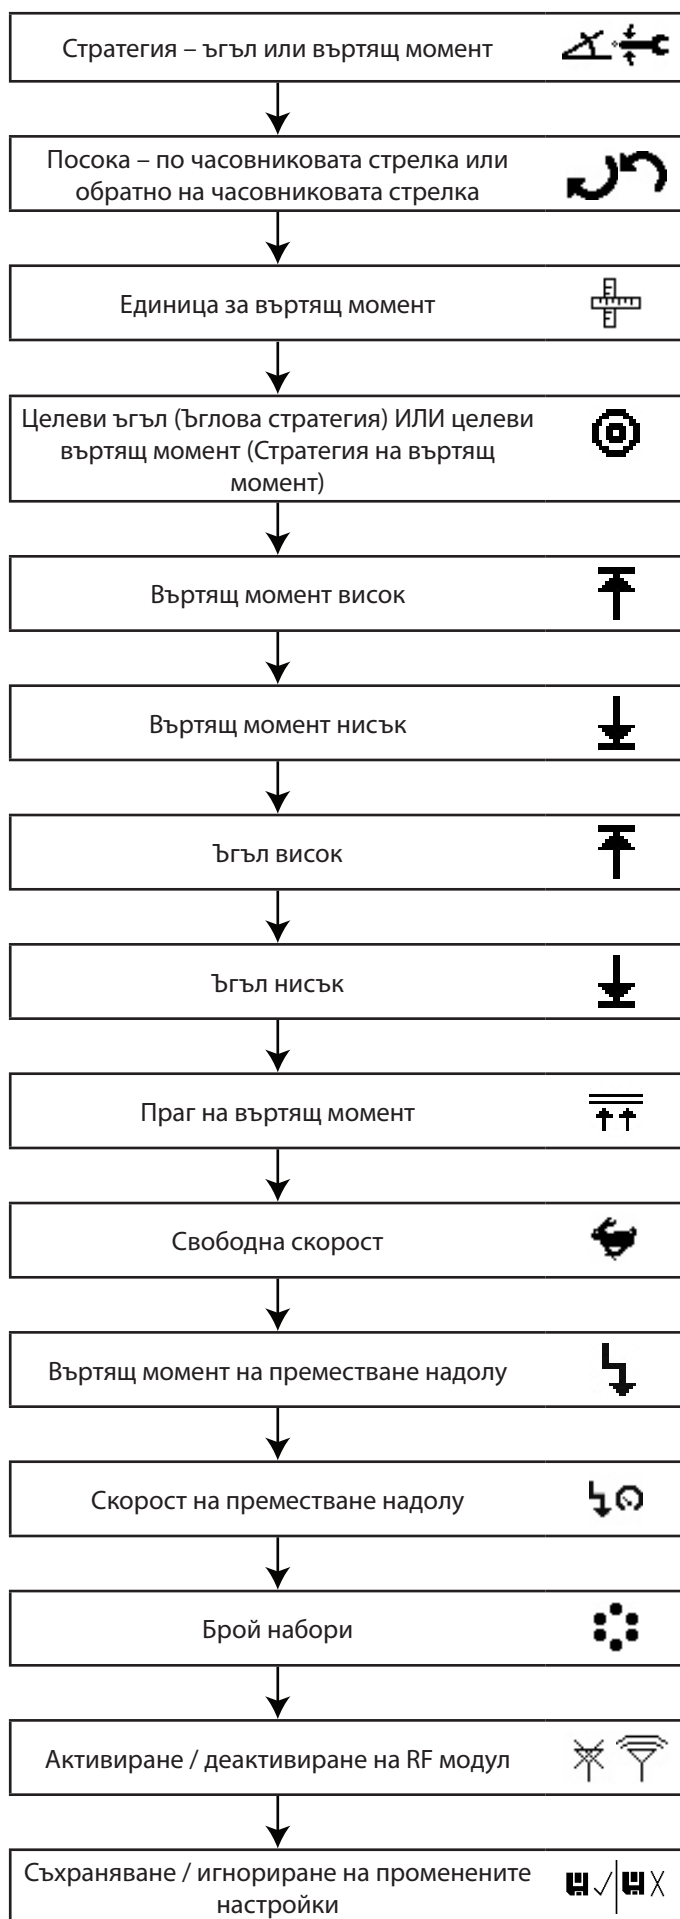 Стратегия – ъгъл или въртящ момент
Посока – по часовниковата стрелка или
обратно на часовниковата стрелка
Единица за въртящ момент
Целеви ъгъл (Ъглова стратегия) ИЛИ целеви
въртящ момент (Стратегия на въртящ
момент)
Въртящ момент висок
Въртящ момент нисък
Ъгъл висок
Ъгъл нисък
Праг на въртящ момент
Свободна скорост
Въртящ момент на преместване надолу
Скорост на преместване надолу
Брой набори
Активиране / деактивиране на RF модул
Съхраняване / игнориране на променените
настройки